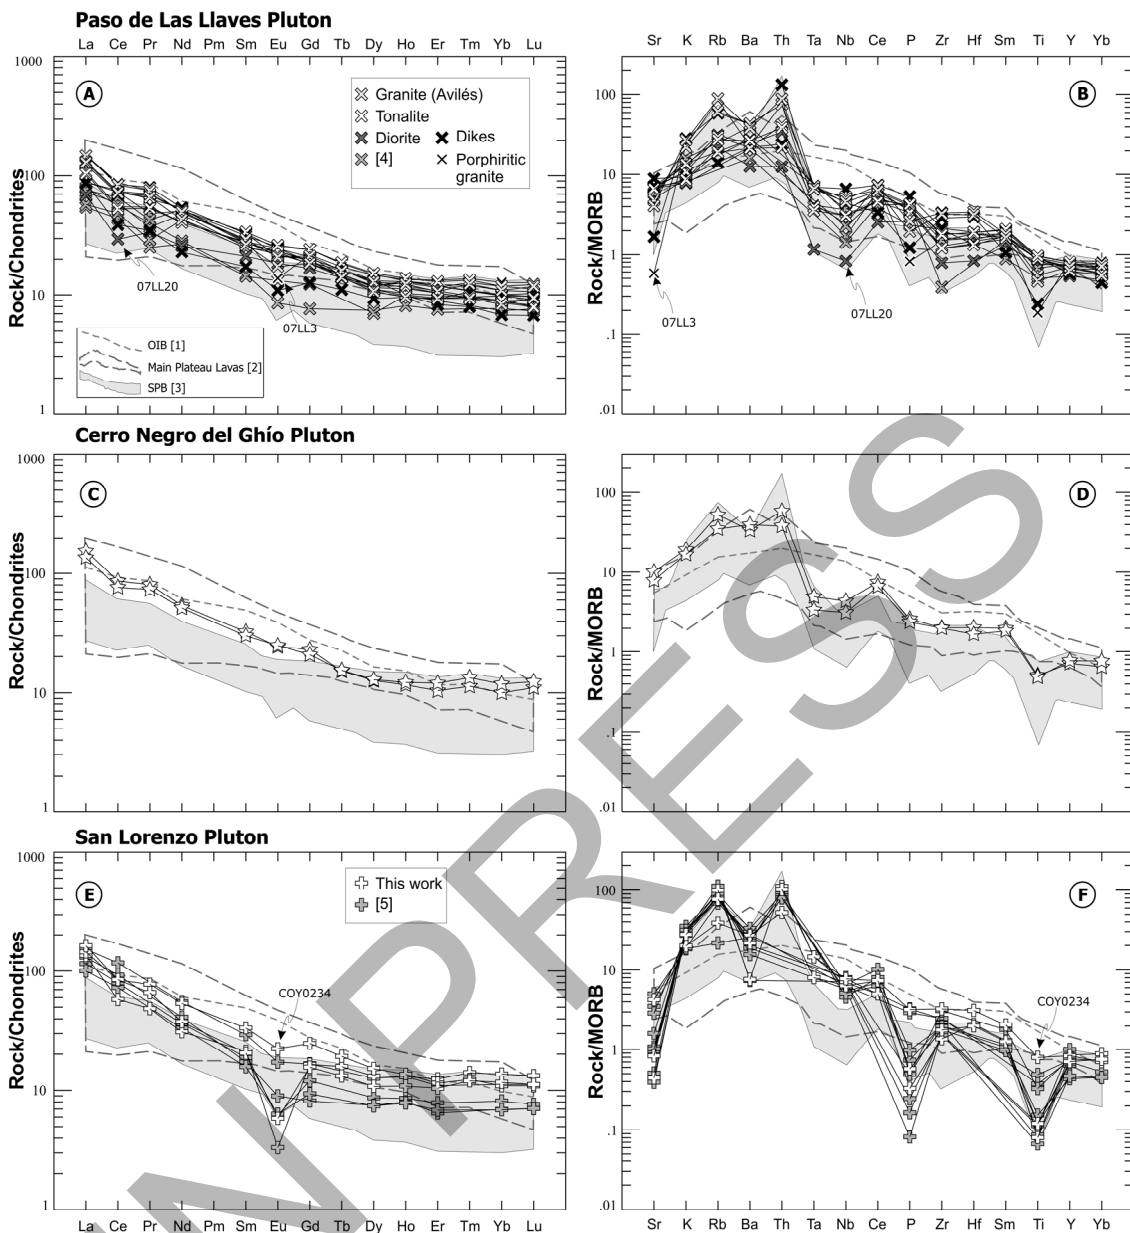 Paso de Las Llaves Pluton
La Ce Pr Nd Pm Sm Eu Gd Tb Dy Ho Er Tm Yb Lu
Sr K Rb Ba Th Ta Nb Ce P Zr Hf Sm Ti Y Yb
1000
100
10
1
Rock/Chondrites
A
Granite (Avilés)
Tonalite
Diorite
Dikes
[4]
Porphiritic
granite
07LL20
07LL3
OIB [1]
Main Plateau Lavas [2]
SPB [3]
100
10
1
.1
.01
Rock/MORB
B
07LL3
07LL20
Cerro Negro del Ghío Pluton
1000
100
10
1
Rock/Chondrites
C
100
10
1
.1
.01
Rock/MORB
D
San Lorenzo Pluton
1000
100
10
1
Rock/Chondrites
E
This work
[5]
COY0234
100
10
1
.1
.01
Rock/MORB
F
COY0234
La Ce Pr Nd Pm Sm Eu Gd Tb Dy Ho Er Tm Yb Lu
Sr K Rb Ba Th Ta Nb Ce P Zr Hf Sm Ti Y Yb
PRESS